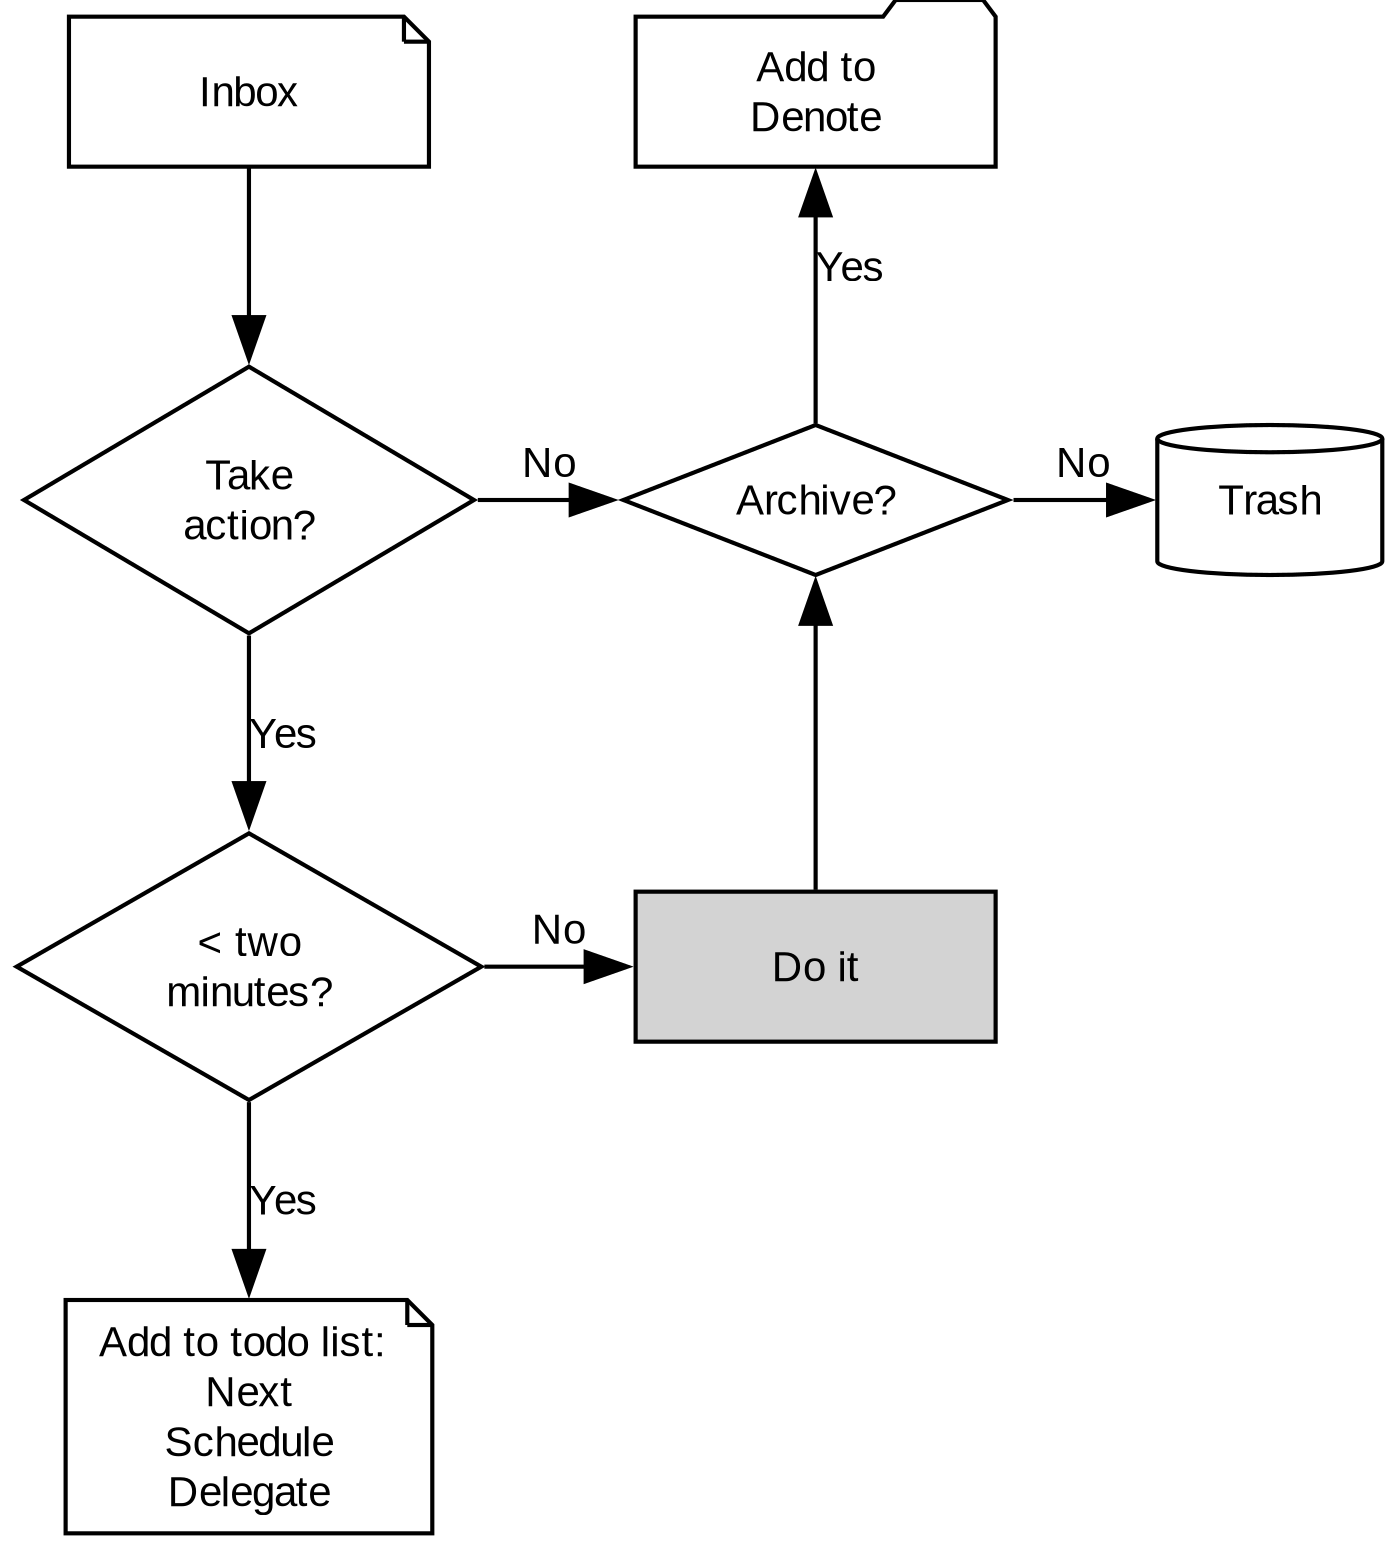 Inbox
Add to
Denote
Yes
Take
action?
No
Archive?
No
Trash
Yes
< two
minutes?
No
Do it
Yes
Add to todo list:
Next
Schedule
Delegate